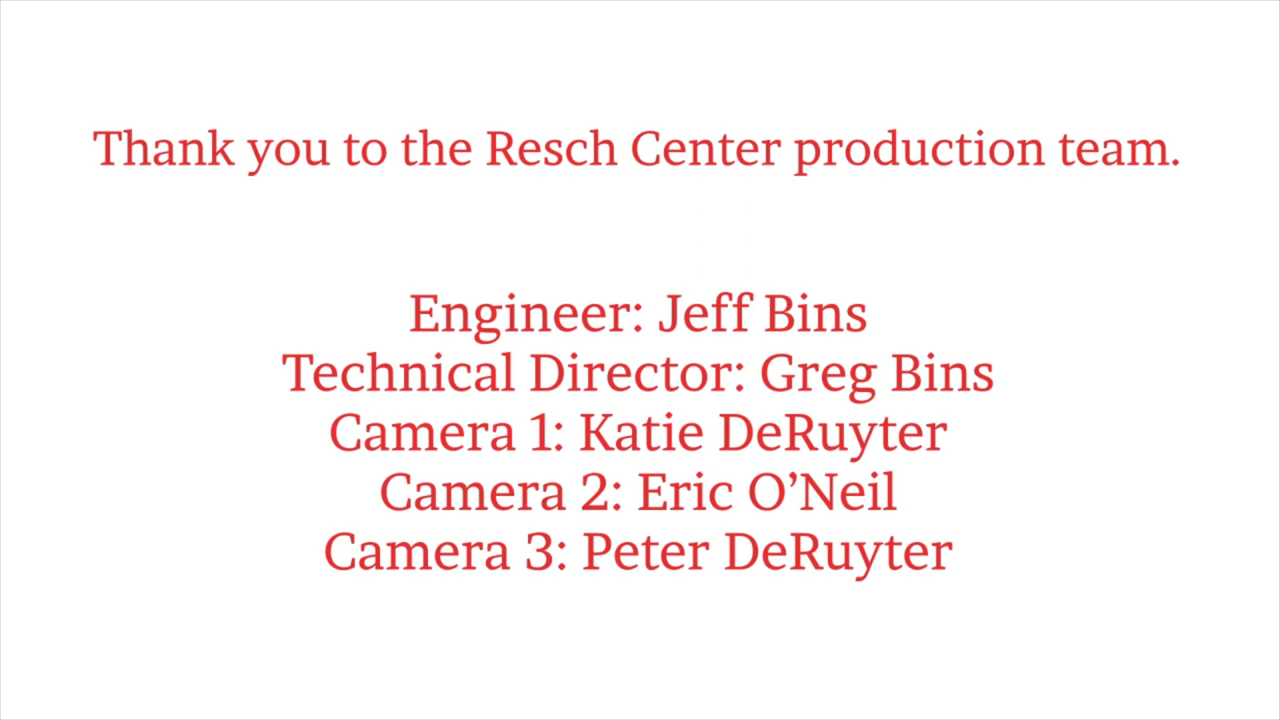 Thank you to the Resch Center production team.
Engineer: Jeff Bins
Technical Director: Greg Bins
Camera 1: Katie DeRuyter
Camera 2: Eric O’Neil
Camera 3: Peter DeRuyter